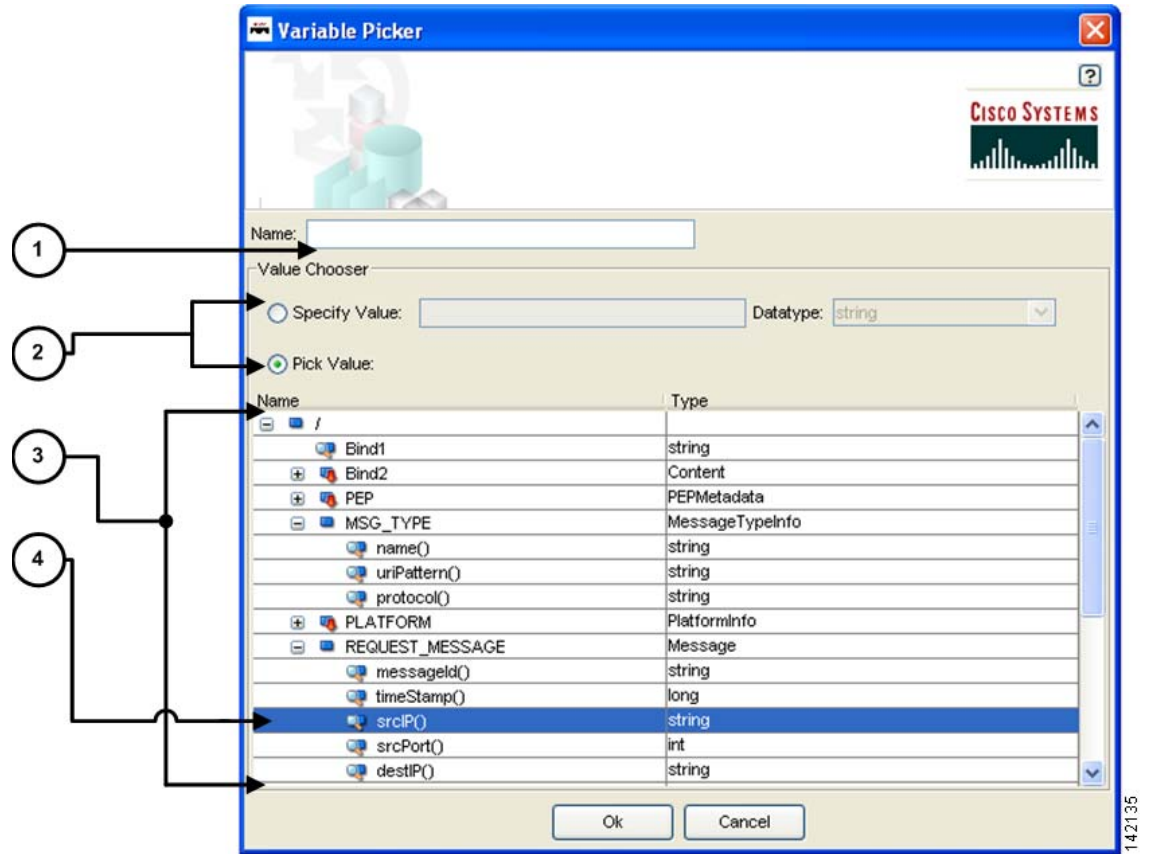 Variable Picker
?
CISCO SYSTEMS
Name:
1
Value Chooser
Specify Value: Datatype: string
2
Pick Value:
Name Type
/
3
Bind1 string
Bind2 Content
PEP PEPMetadata
MSG_TYPE MessageTypeInfo
4
name() string
uriPattern() string
protocol() string
PLATFORM PlatformInfo
REQUEST_MESSAGE Message
messageId() string
timeStamp() long
srcIP() string
srcPort() int
destIP() string
Ok Cancel
142135